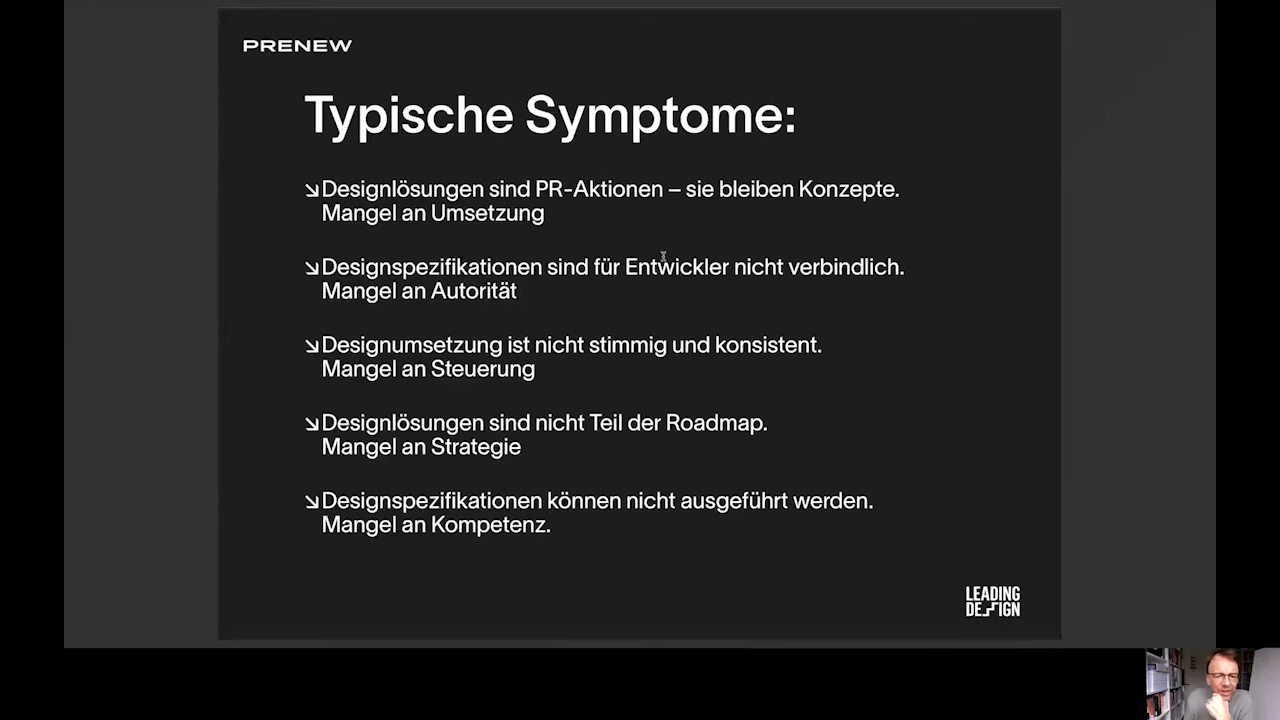 PRENEW
Typische Symptome:
↘Designlösungen sind PR-Aktionen – sie bleiben Konzepte.
Mangel an Umsetzung
↘Designspezifikationen sind für Entwickler nicht verbindlich.
Mangel an Autorität
↘Designumsetzung ist nicht stimmig und konsistent.
Mangel an Steuerung
↘Designlösungen sind nicht Teil der Roadmap.
Mangel an Strategie
↘Designspezifikationen können nicht ausgeführt werden.
Mangel an Kompetenz.
LEADING
DESIGN